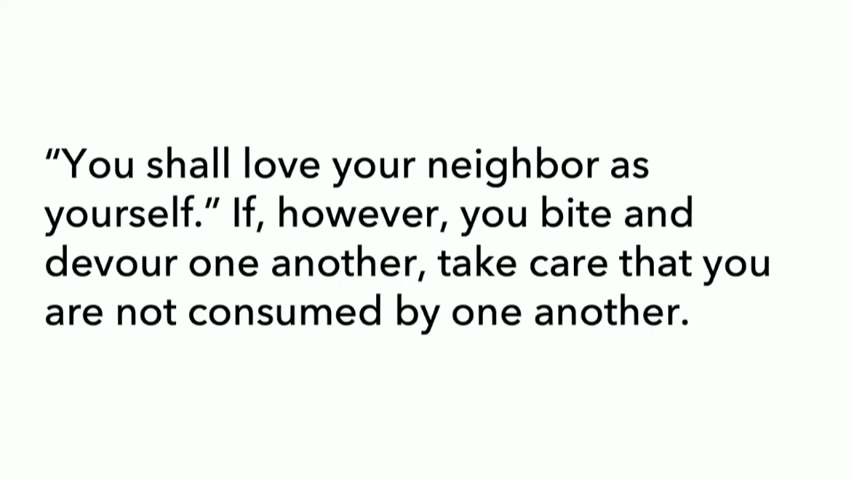 “You shall love your neighbor as
yourself.” If, however, you bite and
devour one another, take care that you
are not consumed by one another.